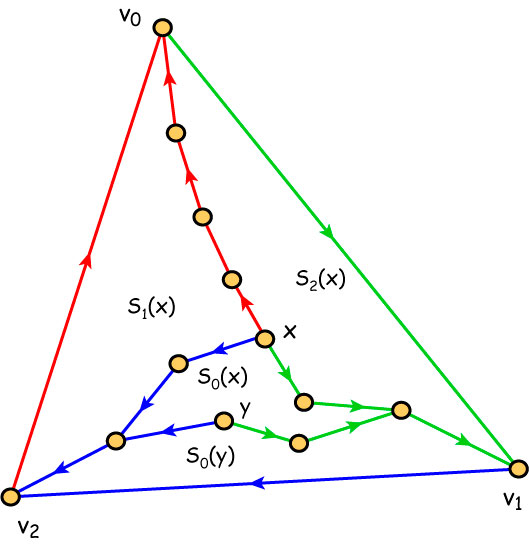 v₀
S₂(x)
S₁(x)
x
S₀(x)
y
S₀(y)
v₁
v₂